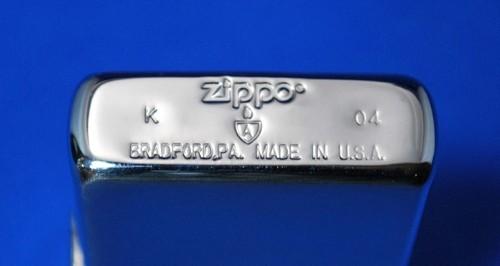 zippo
K 04
A
BRADFORD,PA. MADE IN U.S.A.